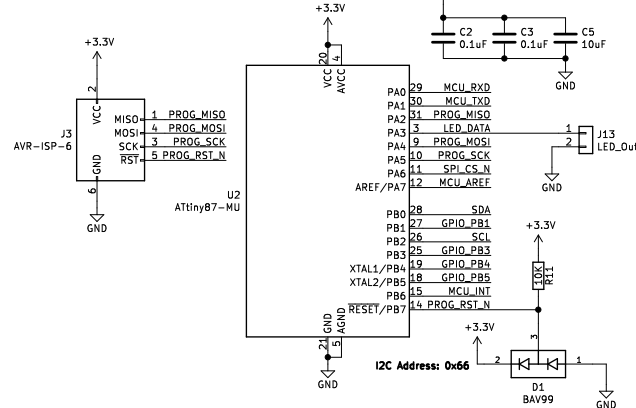 +3.3V
C2
0.1uF
C3
0.1uF
C5
10uF
GND
+3.3V
20
4
VCC
AVCC
+3.3V
2
VCC
J3
AVR-ISP-6
MISO 1 PROG_MISO
MOSI 4 PROG_MOSI
SCK 3 PROG_SCK
RST 5 PROG_RST_N
GND
6
GND
U2
ATtiny87-MU
PA0 29 MCU_RXD
PA1 30 MCU_TXD
PA2 31 PROG_MISO
PA3 3 LED_DATA
PA4 9 PROG_MOSI
PA5 10 PROG_SCK
PA6 11 SPI_CS_N
AREF/PA7 12 MCU_AREF
PB0 28 SDA
PB1 27 GPIO_PB1
PB2 26 SCL
PB3 25 GPIO_PB3
XTAL1/PB4 19 GPIO_PB4
XTAL2/PB5 18 GPIO_PB5
PB6 15 MCU_INT
RESET/PB7 14 PROG_RST_N
GND
AGND
21
5
GND
1
2
J13
LED_Out
GND
+3.3V
10K
R11
+3.3V
3
2
1
D1
BAV99
GND
I2C Address: 0x66